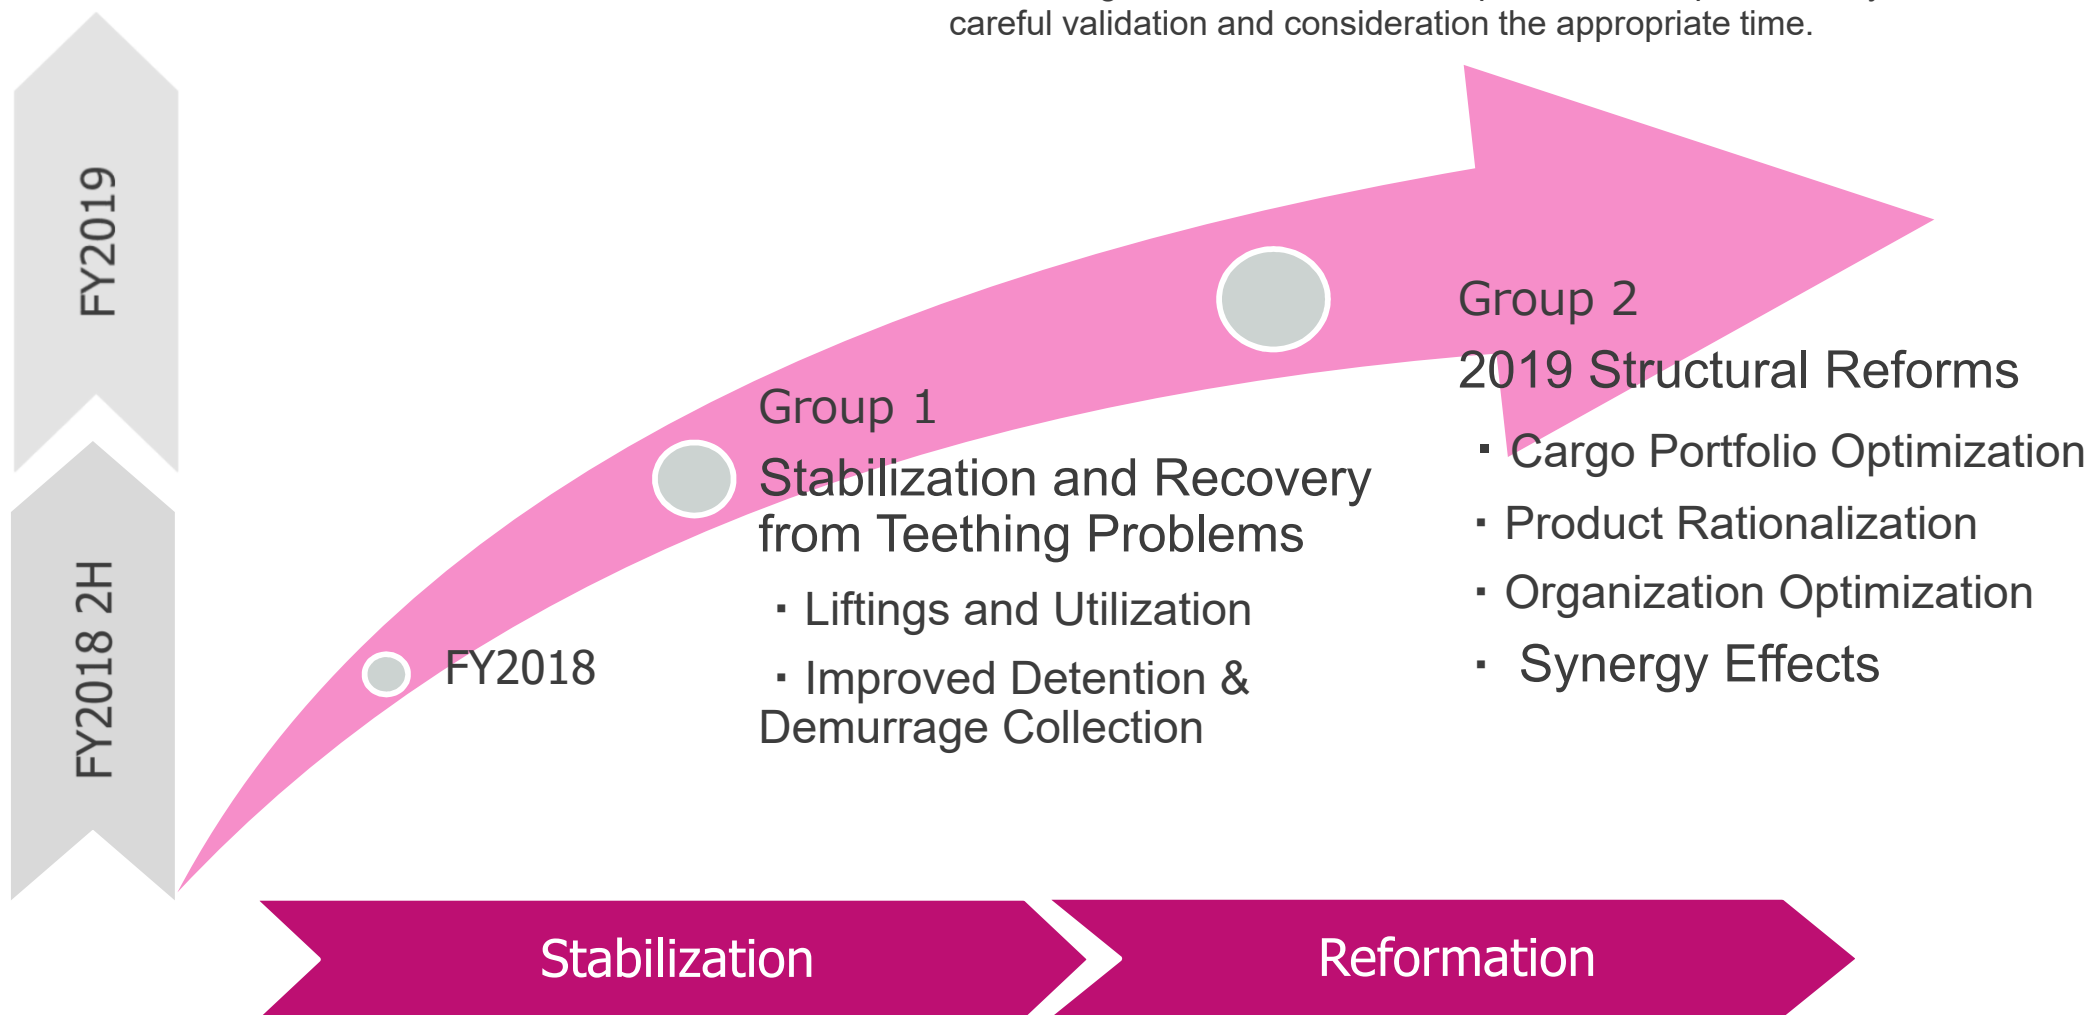 careful validation and consideration the appropriate time.
FY2019
FY2018 2H
FY2018
Group 1
Stabilization and Recovery
from Teething Problems
・Liftings and Utilization
・Improved Detention &
Demurrage Collection
Group 2
2019 Structural Reforms
・Cargo Portfolio Optimization
・Product Rationalization
・Organization Optimization
・ Synergy Effects
Stabilization
Reformation